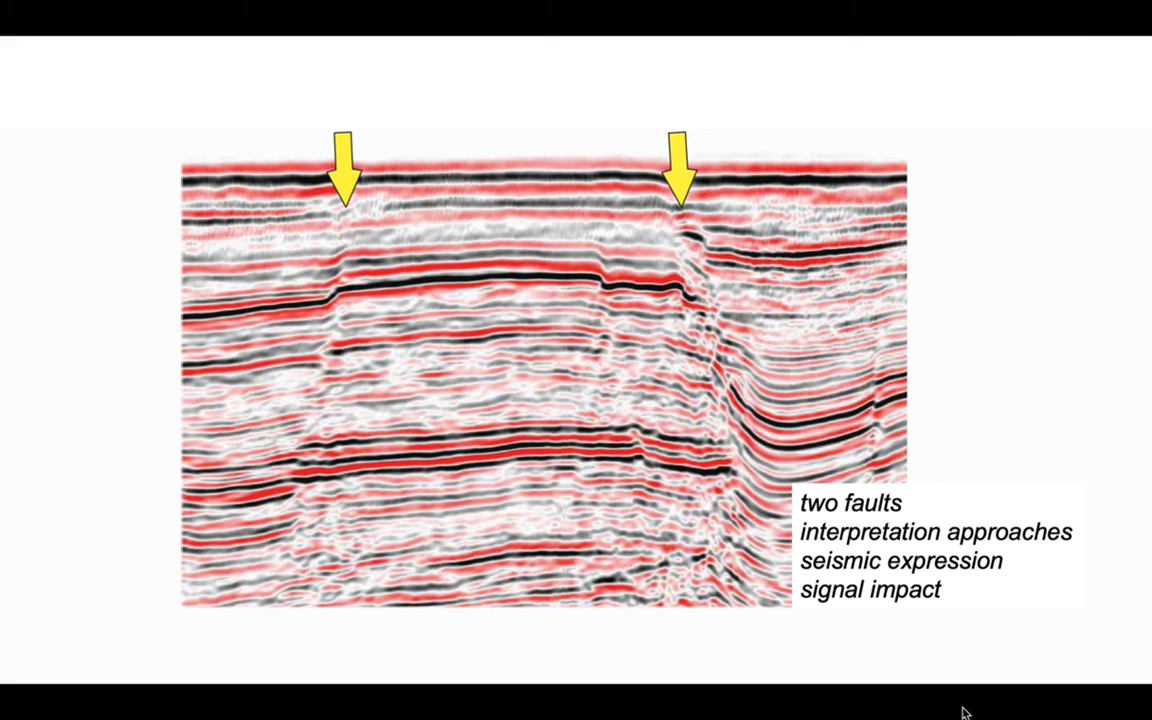 two faults
interpretation approaches
seismic expression
signal impact